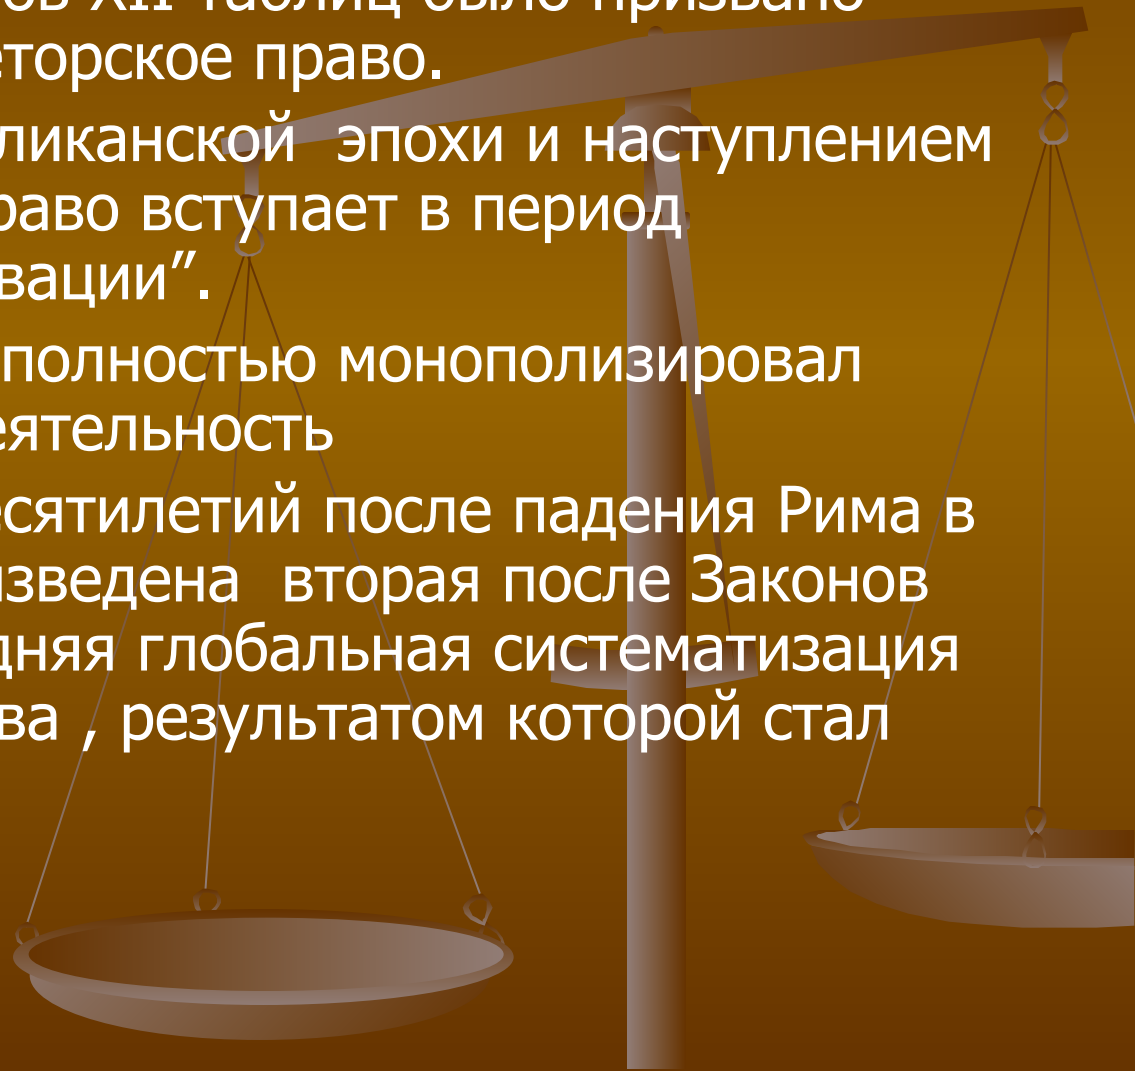 ов XII таблиц было призвано
еторское право.
ликанской эпохи и наступлением
раво вступает в период
вации”.
полностью монополизировал
еятельность
есятилетий после падения Рима в
изведена вторая после Законов
дняя глобальная систематизация
ва , результатом которой стал